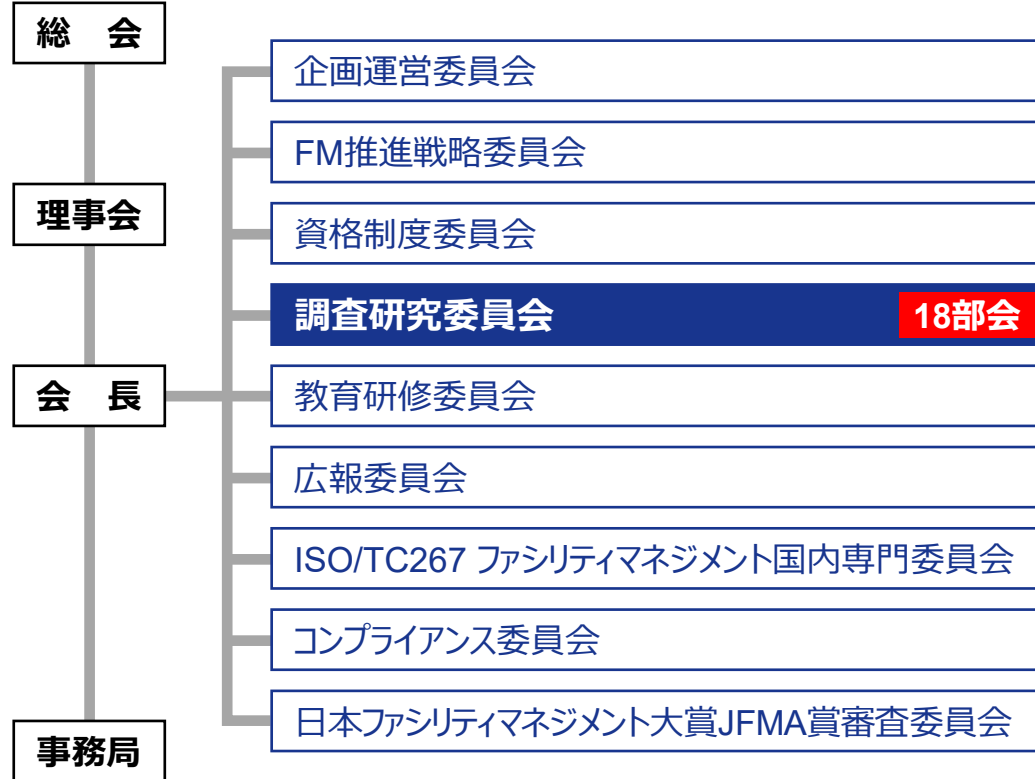 総　会
企画運営委員会
FM推進戦略委員会
理事会
資格制度委員会
調査研究委員会 18部会
会　長
教育研修委員会
広報委員会
ISO/TC267 ファシリティマネジメント国内専門委員会
コンプライアンス委員会
日本ファシリティマネジメント大賞JFMA賞審査委員会
事務局